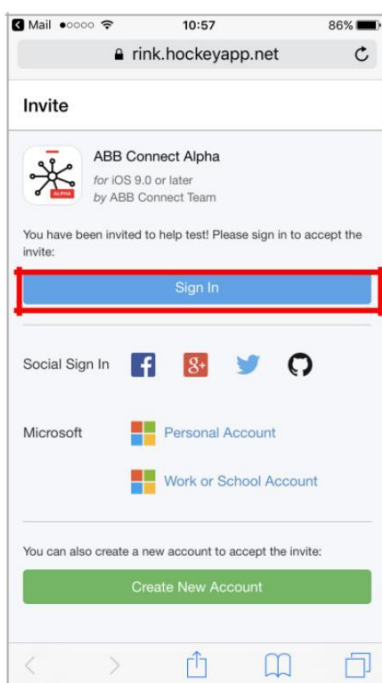 Mail 10:57 86%
rink.hockeyapp.net
Invite
ABB Connect Alpha
for iOS 9.0 or later
by ABB Connect Team
ALPHA
You have been invited to help test! Please sign in to accept the
invite:
Sign In
Social Sign In f 8+
Microsoft Personal Account
Work or School Account
You can also create a new account to accept the invite:
Create New Account